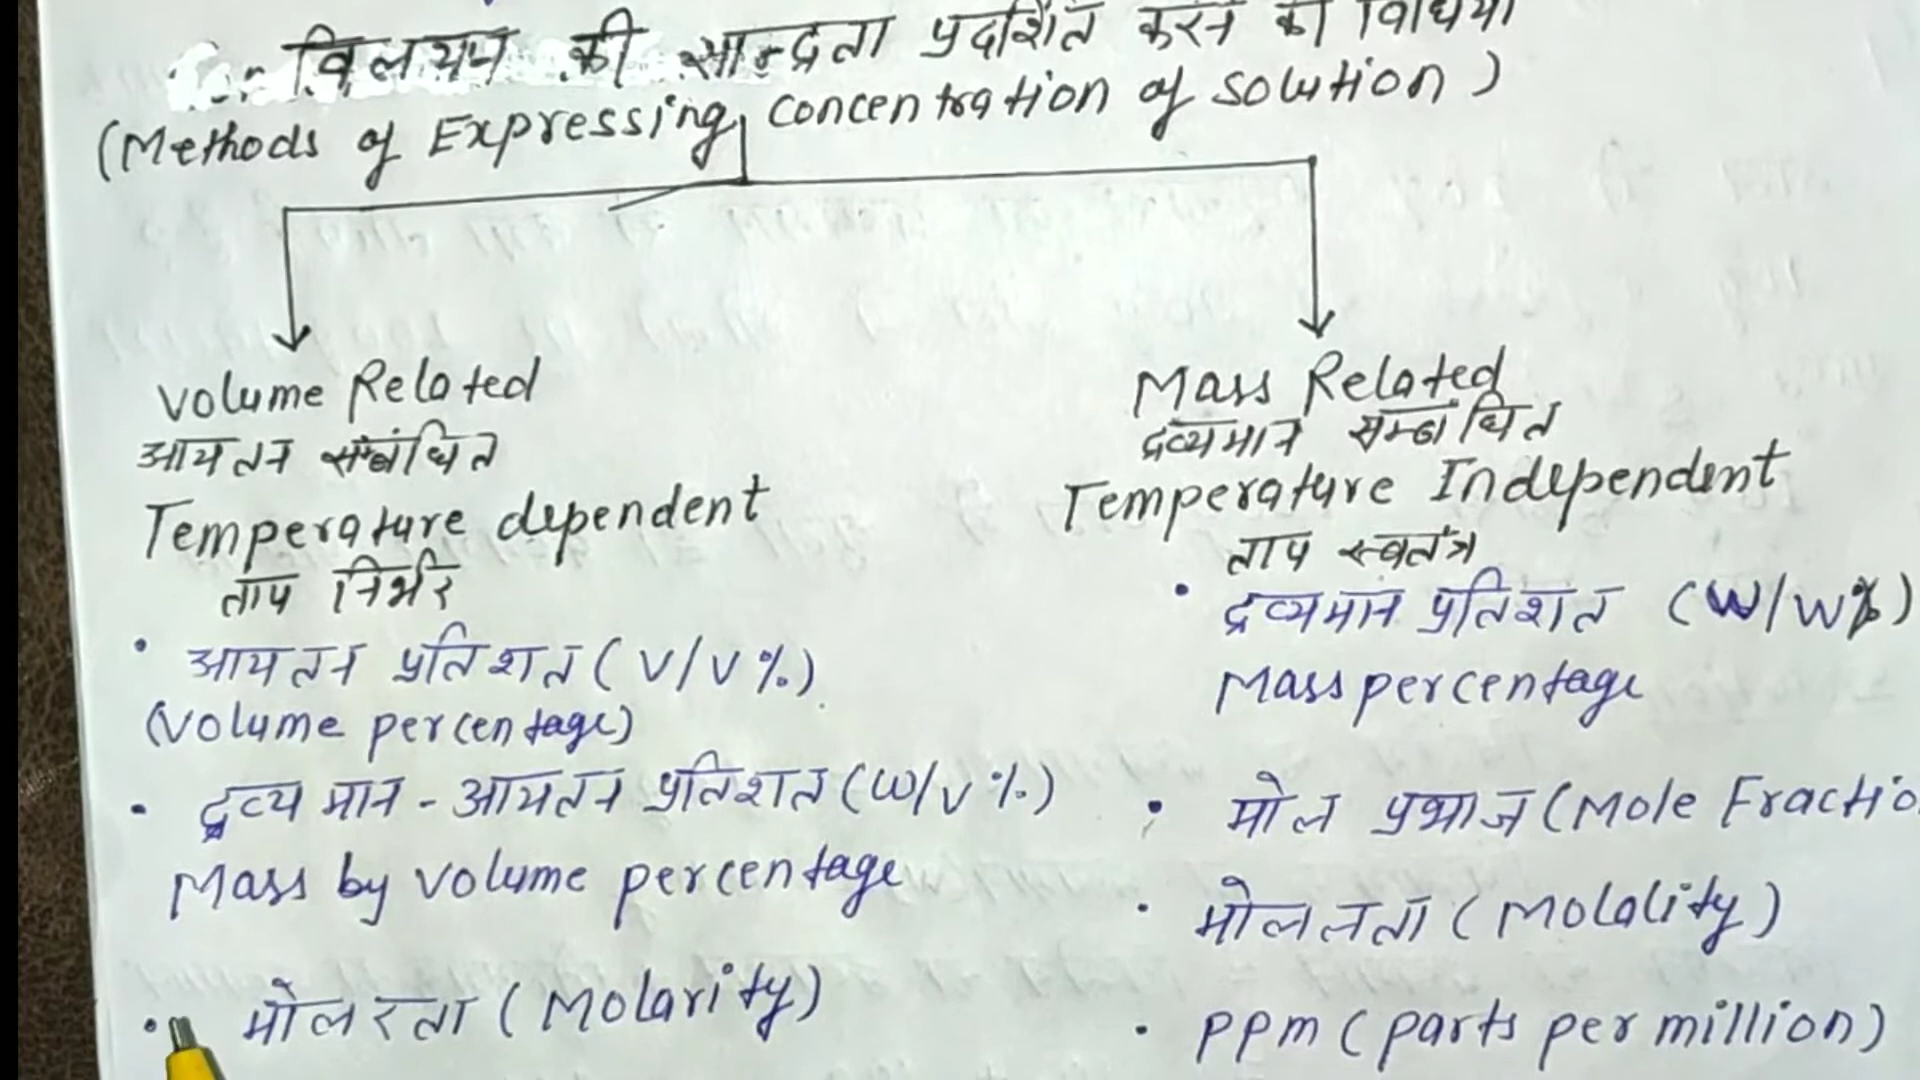 विलयन की सान्द्रता प्रदर्शित करने की विधियां
(Methods of Expressing concentration of solution)
Volume Related
आयतन सम्बंधित
Temperature dependent
ताप निर्भर
• आयतन प्रतिशत (V/V %)
(Volume percentage)
• द्रव्यमान - आयतन प्रतिशत (W/V %)
Mass by volume percentage
• मोलरता (Molarity)
Mass Related
द्रव्यमान सम्बंधित
Temperature Independent
ताप स्वतंत्र
• द्रव्यमान प्रतिशत (W/W%)
Mass percentage
• मोल प्रभाज (Mole Fractio
• मोललता (Molality)
• ppm (parts per million)